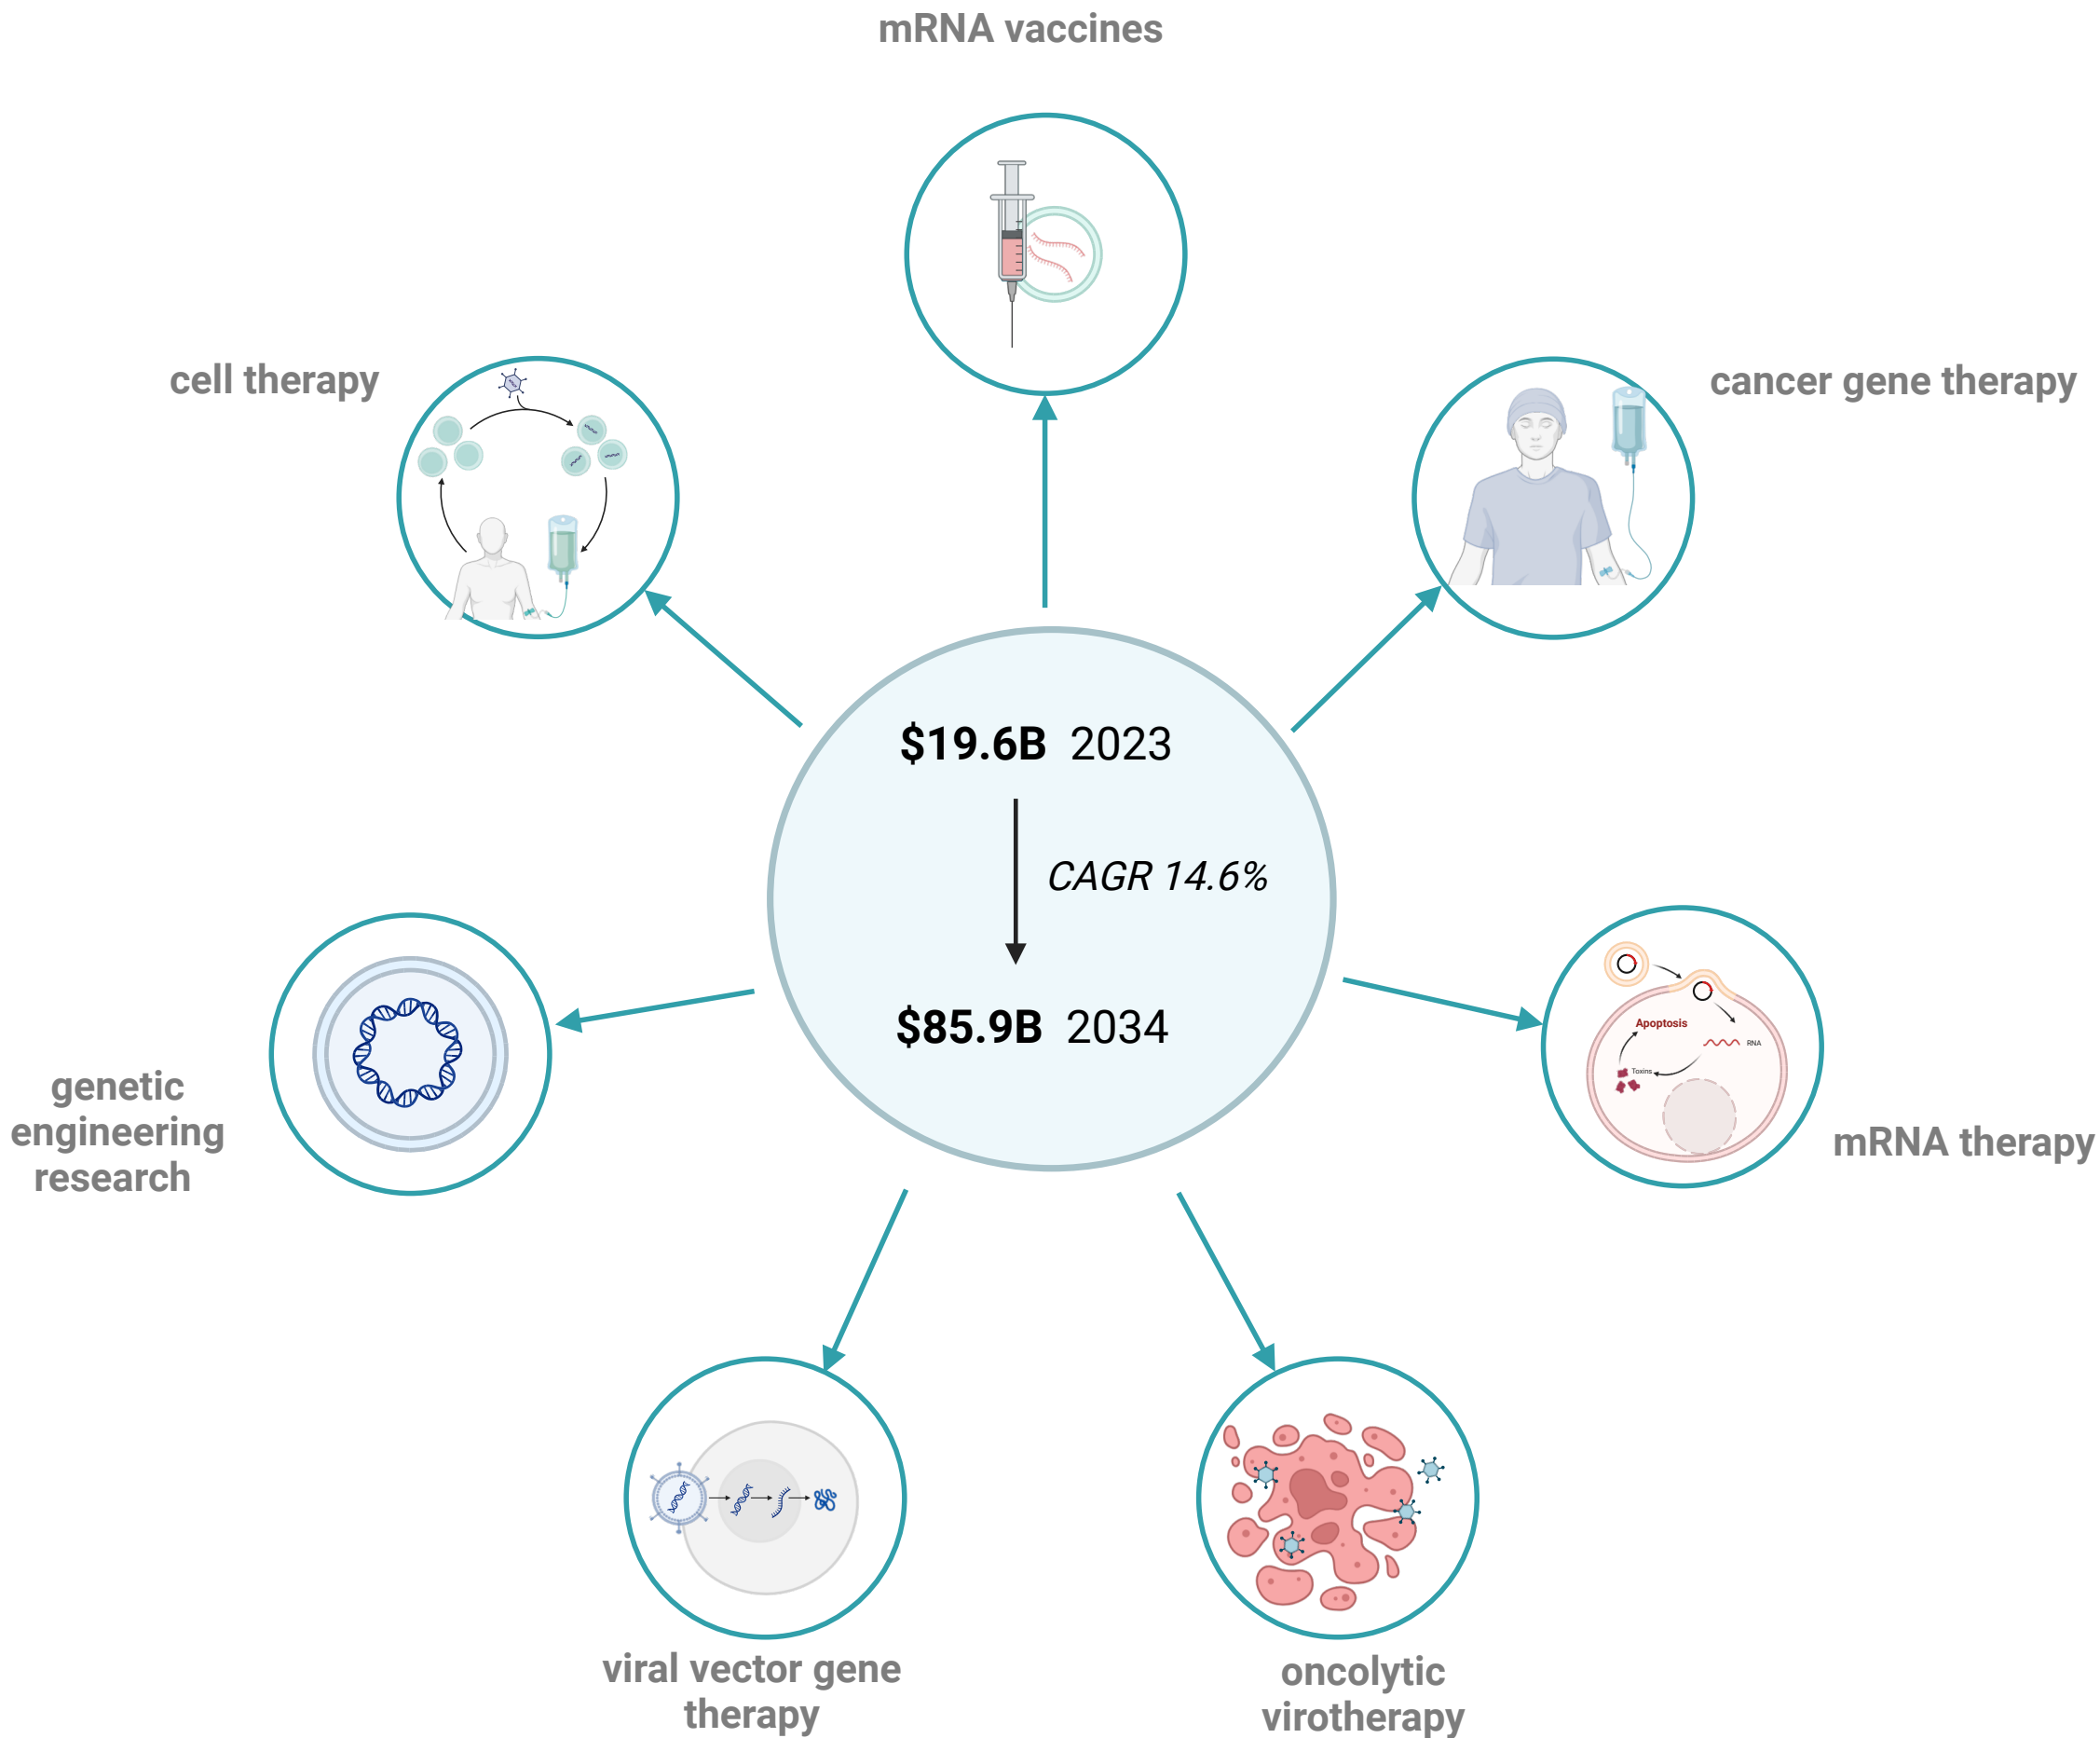 mRNA vaccines
cell therapy
cancer gene therapy
$19.6B 2023
CAGR 14.6%
$85.9B 2034
Apoptosis
RNA
Toxins
genetic
engineering
research
mRNA therapy
viral vector gene
therapy
oncolytic
virotherapy